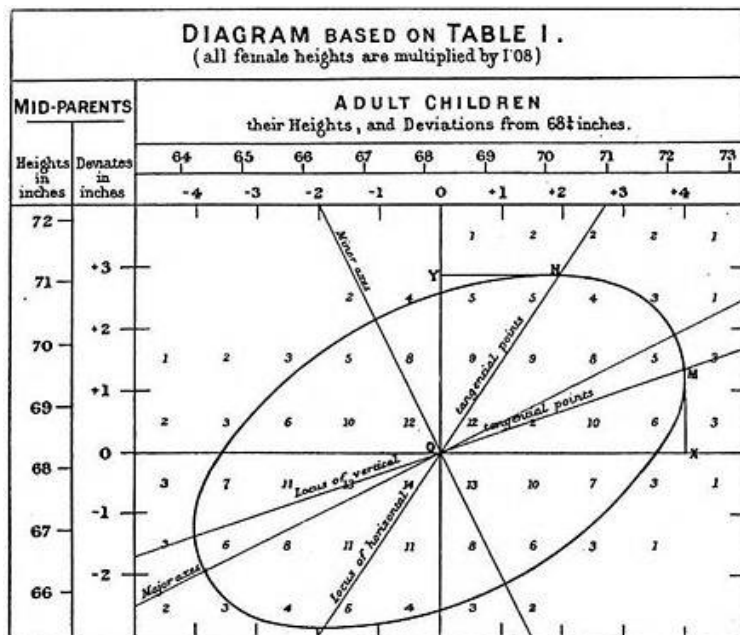 DIAGRAM BASED ON TABLE I.
(all female heights are multiplied by 1'08)
MID-PARENTS
ADULT CHILDREN
their Heights, and Deviations from 68¼ inches.
Heights in inches
Deviates in inches
64 65 66 67 68 69 70 71 72 73
-4 -3 -2 -1 0 +1 +2 +3 +4
72
1 2 2 2 1
Minor axes
+3
Y N
71
2 4 5 5 4 3 1
+2
tangencial points
70
1 2 3 5 8 9 9 8 5 3
M
+1
tangencial points
69
2 3 6 10 12 12 2 10 6 3
0
O
X
68
Locus of vertical
3 7 11 13 14 13 10 7 3 1
-1
67
3 6 8 11 11 8 6 3 1
Locus of horizontal
Major axes
-2
66
2 3 4 4 3 2